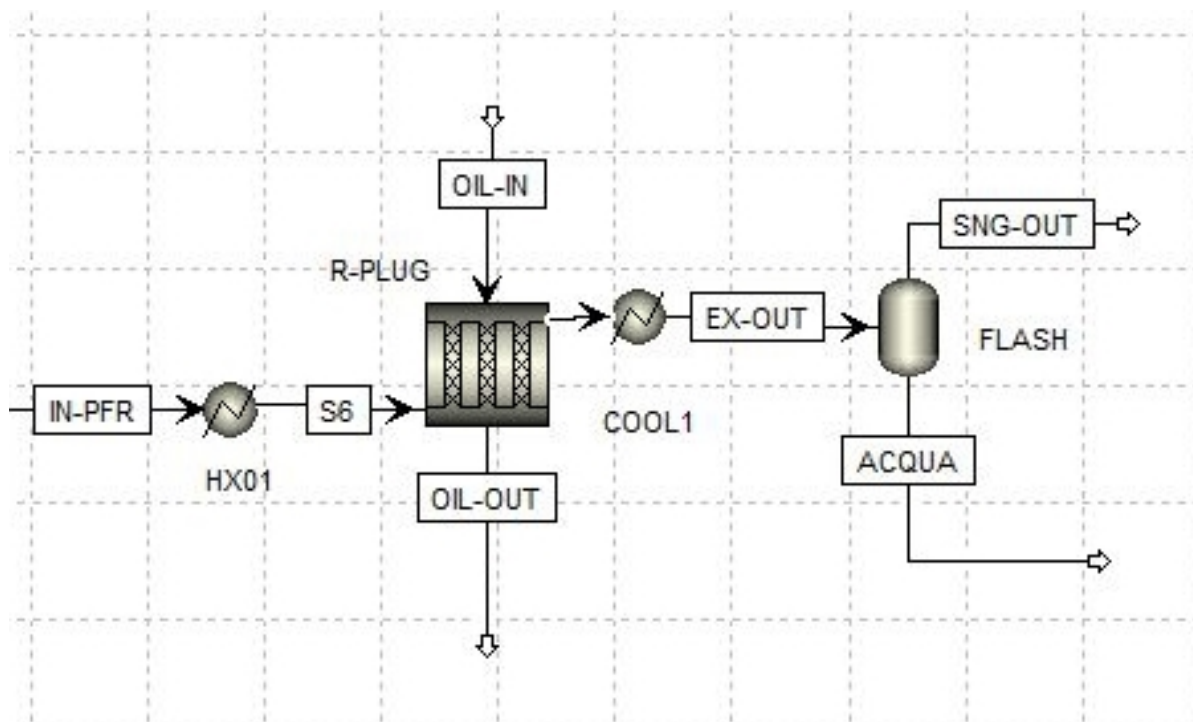 OIL-IN
SNG-OUT
R-PLUG
EX-OUT
FLASH
IN-PFR
S6
COOL1
HX01
ACQUA
OIL-OUT